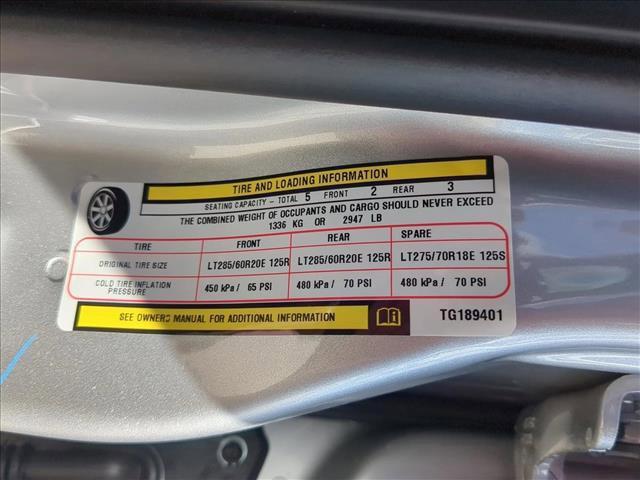 TIRE AND LOADING INFORMATION
SEATING CAPACITY - TOTAL 5 FRONT 2 REAR 3
THE COMBINED WEIGHT OF OCCUPANTS AND CARGO SHOULD NEVER EXCEED
1336 KG OR 2947 LB
TIRE FRONT REAR SPARE
ORIGINAL TIRE SIZE LT285/60R20E 125R LT285/60R20E 125R LT275/70R18E 125S
COLD TIRE INFLATION PRESSURE 450 kPa / 65 PSI 480 kPa / 70 PSI 480 kPa / 70 PSI
SEE OWNERS MANUAL FOR ADDITIONAL INFORMATION
TG189401